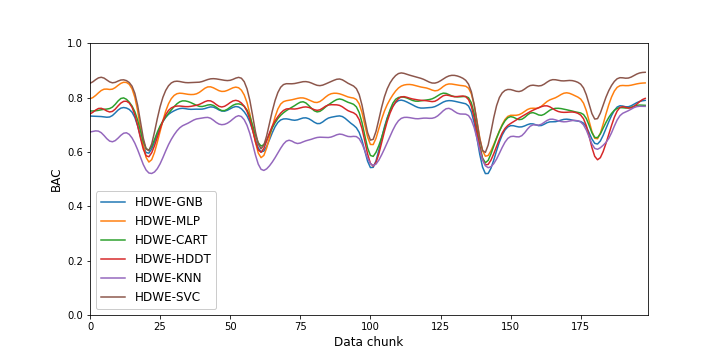 1.0
0.8
0.6
0.4
0.2
0.0
BAC
HDWE-GNB
HDWE-MLP
HDWE-CART
HDWE-HDDT
HDWE-KNN
HDWE-SVC
0 25 50 75 100 125 150 175
Data chunk